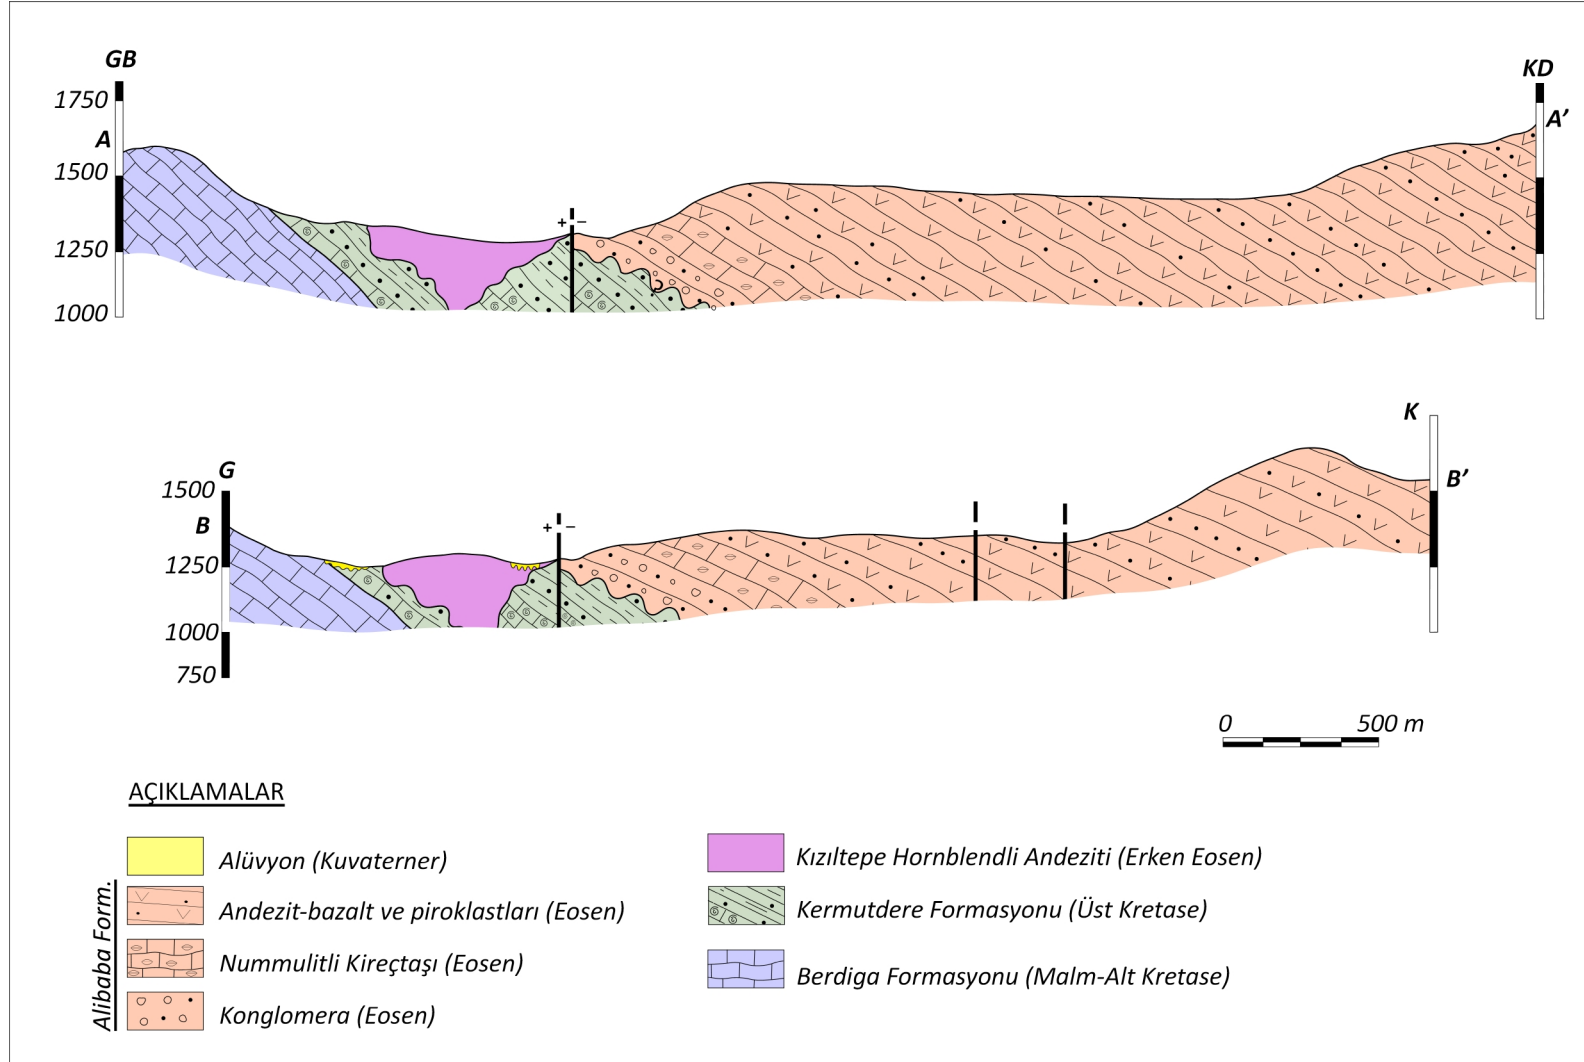 GB
KD
1750
A
A’
1500
1250
1000
+ –
K
G
1500
B
B’
+ –
1250
1000
750
0 500 m
AÇIKLAMALAR
Alüvyon (Kuvaterner)
Kızıltepe Hornblendli Andeziti (Erken Eosen)
Alibaba Form.
Andezit-bazalt ve piroklastları (Eosen)
Kermutdere Formasyonu (Üst Kretase)
Nummulitli Kireçtaşı (Eosen)
Berdiga Formasyonu (Malm-Alt Kretase)
Konglomera (Eosen)